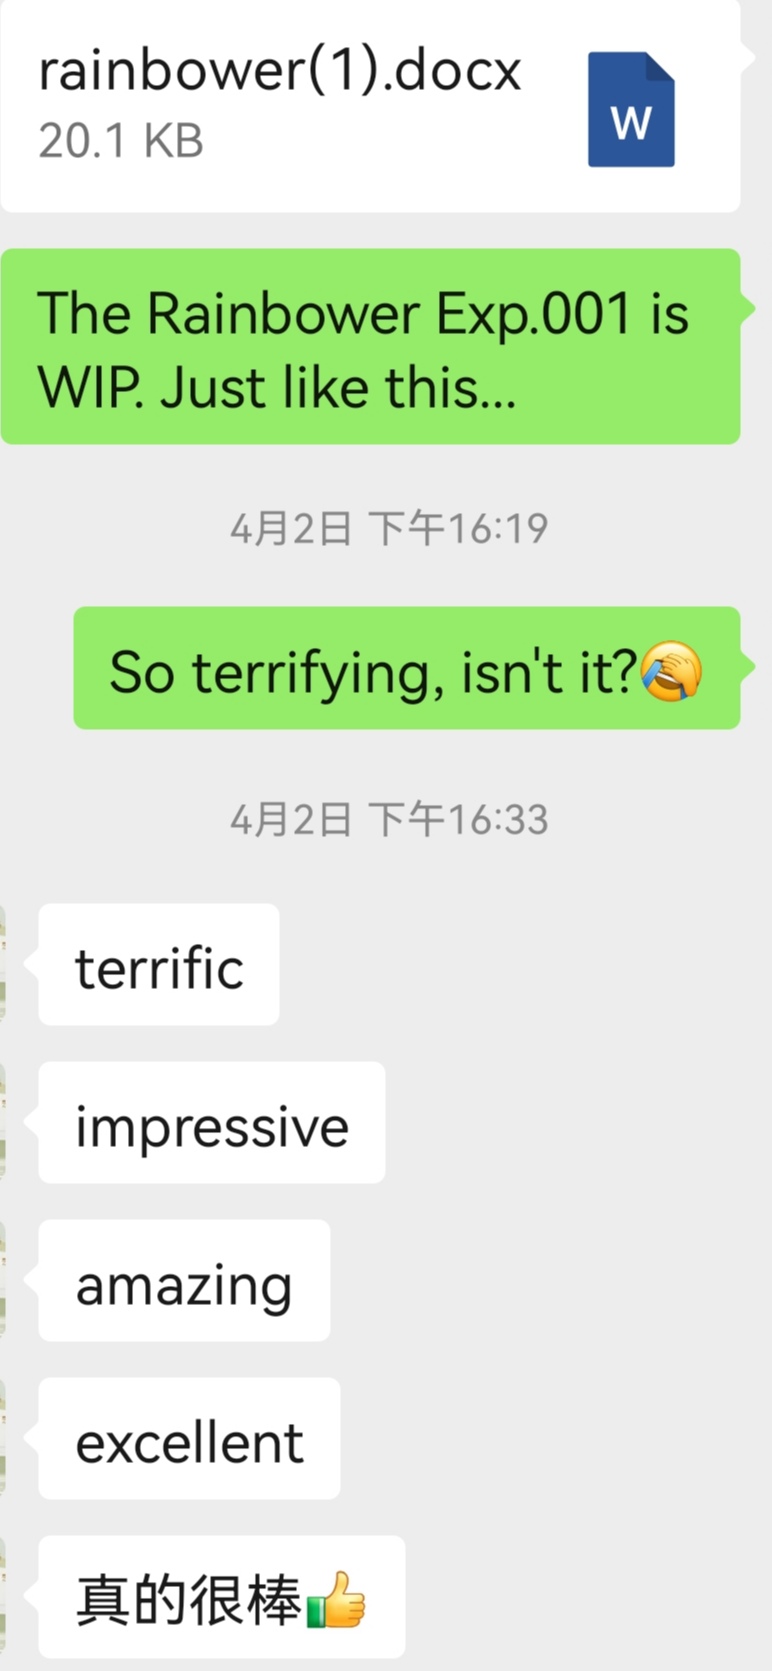 rainbower(1).docx
20.1 KB
W
The Rainbower Exp.001 is
WIP. Just like this...
4月2日 下午16:19
So terrifying, isn't it?🤣
4月2日 下午16:33
terrific
impressive
amazing
excellent
真的很棒👍